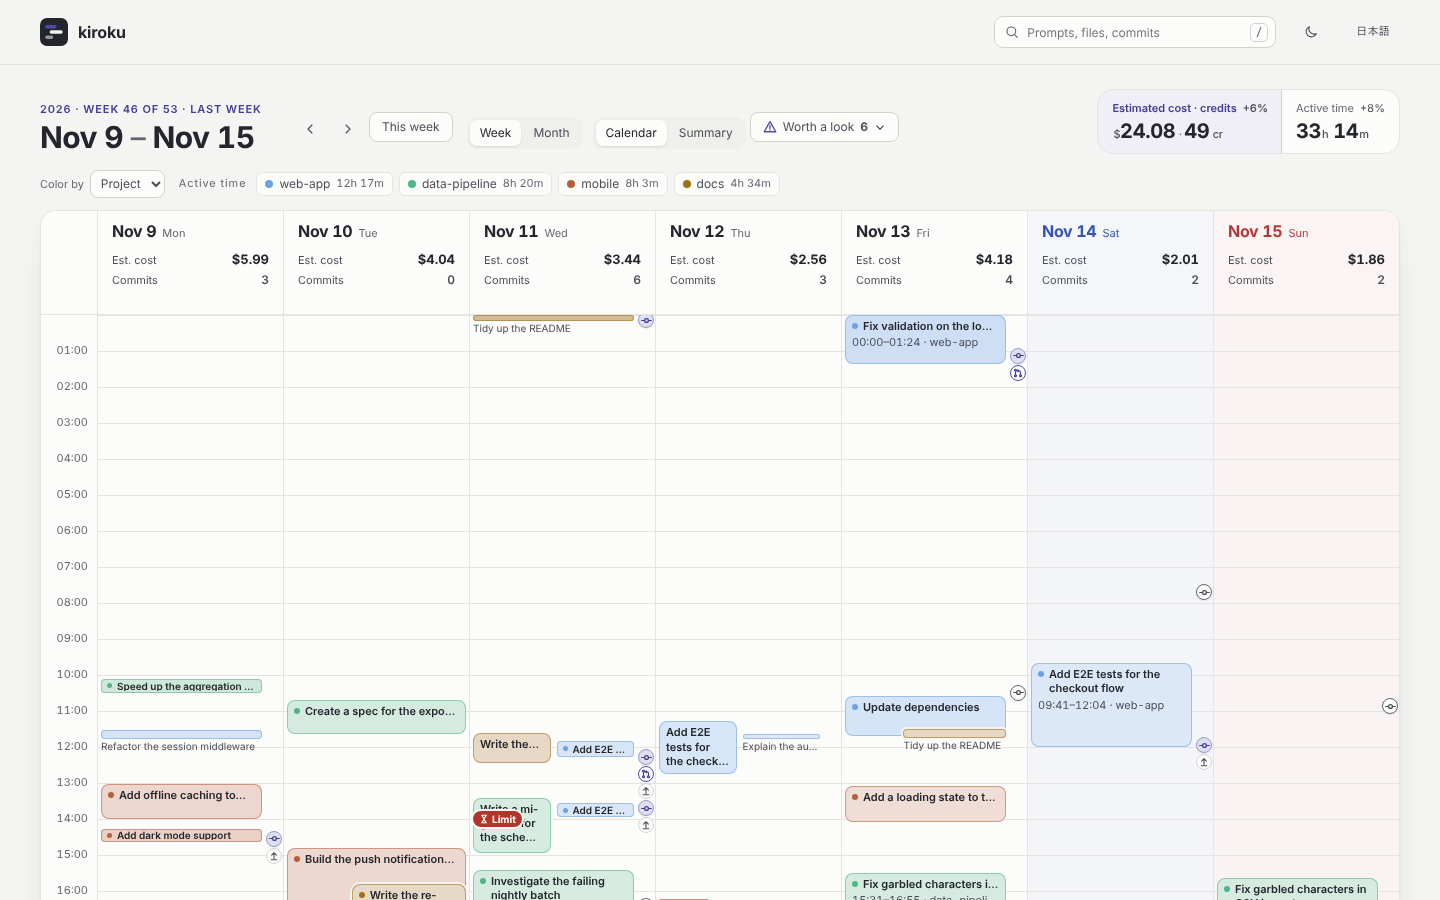 kiroku
Prompts, files, commits /
日本語
2026 · WEEK 46 OF 53 · LAST WEEK
Nov 9 – Nov 15
This week
Week Month
Calendar Summary
Worth a look 6
Estimated cost · credits +6%
$24.08 · 49 cr
Active time +8%
33h 14m
Color by Project
Active time
web-app 12h 17m
data-pipeline 8h 20m
mobile 8h 3m
docs 4h 34m
Nov 9 Mon
Est. cost $5.99
Commits 3
Nov 10 Tue
Est. cost $4.04
Commits 0
Nov 11 Wed
Est. cost $3.44
Commits 6
Nov 12 Thu
Est. cost $2.56
Commits 3
Nov 13 Fri
Est. cost $4.18
Commits 4
Nov 14 Sat
Est. cost $2.01
Commits 2
Nov 15 Sun
Est. cost $1.86
Commits 2
01:00
02:00
03:00
04:00
05:00
06:00
07:00
08:00
09:00
10:00
11:00
12:00
13:00
14:00
15:00
16:00
Speed up the aggregation ...
Refactor the session middleware
Add offline caching to...
Add dark mode support
Create a spec for the expo...
Build the push notification...
Write the re-
Tidy up the README
Write the...
Add E2E ...
Write a mi-
Limit
for
the sche...
Add E2E ...
Investigate the failing
nightly batch
Add E2E
tests for
the check...
Explain the au...
Fix validation on the lo...
00:00–01:24 · web-app
Update dependencies
Tidy up the README
Add a loading state to t...
Fix garbled characters i...
15:31–16:55 · data-pipeli...
Add E2E tests for the
checkout flow
09:41–12:04 · web-app
Fix garbled characters in